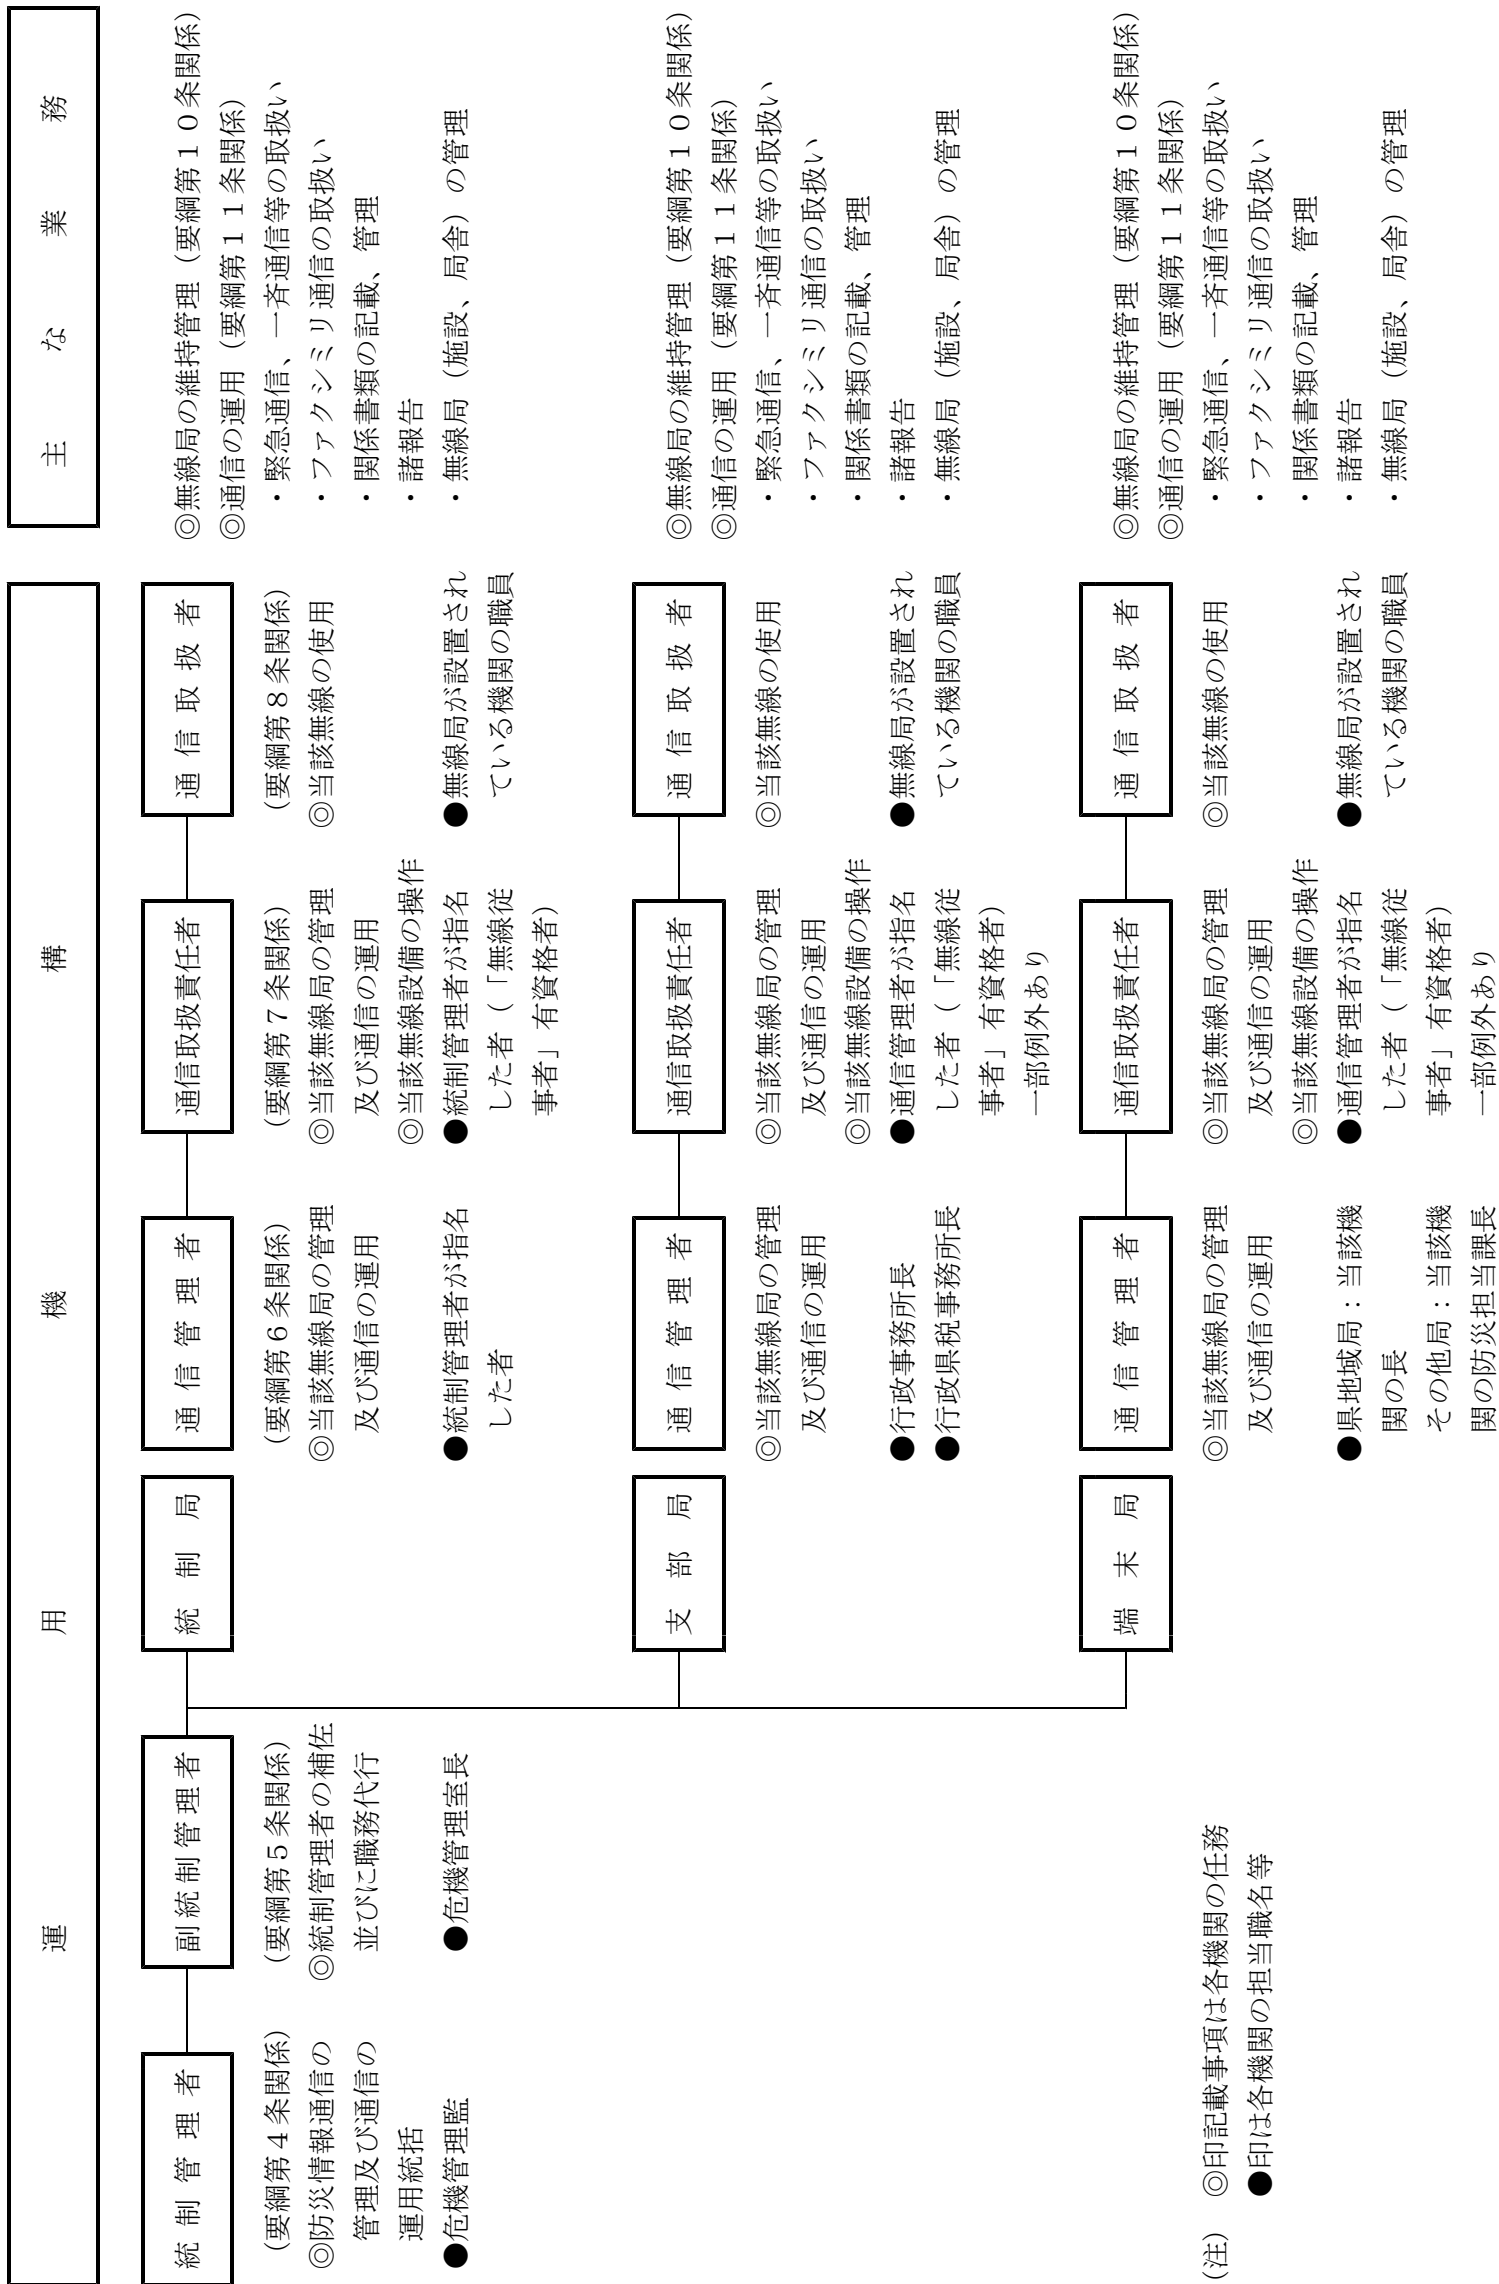 運用機構
主な業務
統制管理者
(要綱第4条関係)
◎防災情報通信の
管理及び通信の
運用統括
●危機管理監
副統制管理者
(要綱第5条関係)
◎統制管理者の補佐
並びに職務代行
●危機管理室長
統制局
通信管理者
(要綱第6条関係)
◎当該無線局の管理
及び通信の運用
●統制管理者が指名
した者
通信取扱責任者
(要綱第7条関係)
◎当該無線局の管理
及び通信の運用
◎当該無線設備の操作
●統制管理者が指名
した者(「無線従
事者」有資格者)
通信取扱者
(要綱第8条関係)
◎当該無線の使用
●無線局が設置され
ている機関の職員
◎無線局の維持管理(要綱第10条関係)
◎通信の運用(要綱第11条関係)
・緊急通信、一斉通信等の取扱い
・ファクシミリ通信の取扱い
・関係書類の記載、管理
・諸報告
・無線局(施設、局舎)の管理
支部局
通信管理者
◎当該無線局の管理
及び通信の運用
●行政事務所長
●行政県税事務所長
通信取扱責任者
◎当該無線局の管理
及び通信の運用
◎当該無線設備の操作
●通信管理者が指名
した者(「無線従
事者」有資格者)
一部例外あり
通信取扱者
◎当該無線の使用
●無線局が設置され
ている機関の職員
◎無線局の維持管理(要綱第10条関係)
◎通信の運用(要綱第11条関係)
・緊急通信、一斉通信等の取扱い
・ファクシミリ通信の取扱い
・関係書類の記載、管理
・諸報告
・無線局(施設、局舎)の管理
端末局
通信管理者
◎当該無線局の管理
及び通信の運用
●県地域局：当該機
関の長
その他局：当該機
関の防災担当課長
通信取扱責任者
◎当該無線局の管理
及び通信の運用
◎当該無線設備の操作
●通信管理者が指名
した者(「無線従
事者」有資格者)
一部例外あり
通信取扱者
◎当該無線の使用
●無線局が設置され
ている機関の職員
◎無線局の維持管理(要綱第10条関係)
◎通信の運用(要綱第11条関係)
・緊急通信、一斉通信等の取扱い
・ファクシミリ通信の取扱い
・関係書類の記載、管理
・諸報告
・無線局(施設、局舎)の管理
(注) ◎印記載事項は各機関の任務
●印は各機関の担当職名等